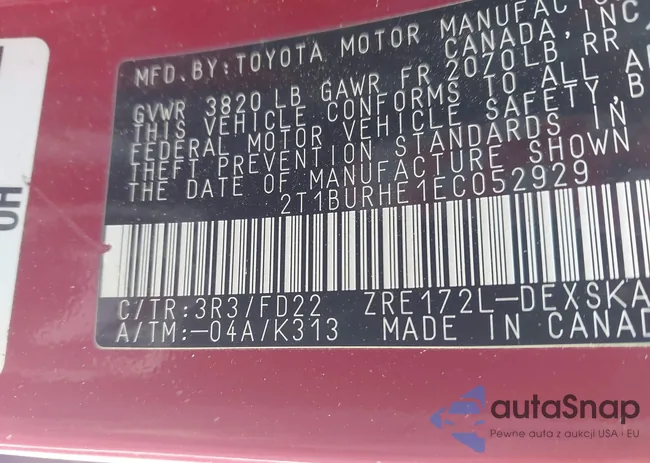 MFD. BY: TOYOTA MOTOR MANUFACTUR
CANADA, INC.
GVWR 3820 LB GAWR FR 2070LB, RR
THIS VEHICLE CONFORMS TO ALL A
FEDERAL MOTOR VEHICLE SAFETY, B
THEFT PREVENTION STANDARDS IN
THE DATE OF MANUFACTURE SHOWN
2T1BURHE1EC052929
C/TR:3R3/FD22 ZRE172L-DEXSKA
A/TM:-04A/K313 MADE IN CANAD
HO
autaSnap
Pewne auta z aukcji USA i EU